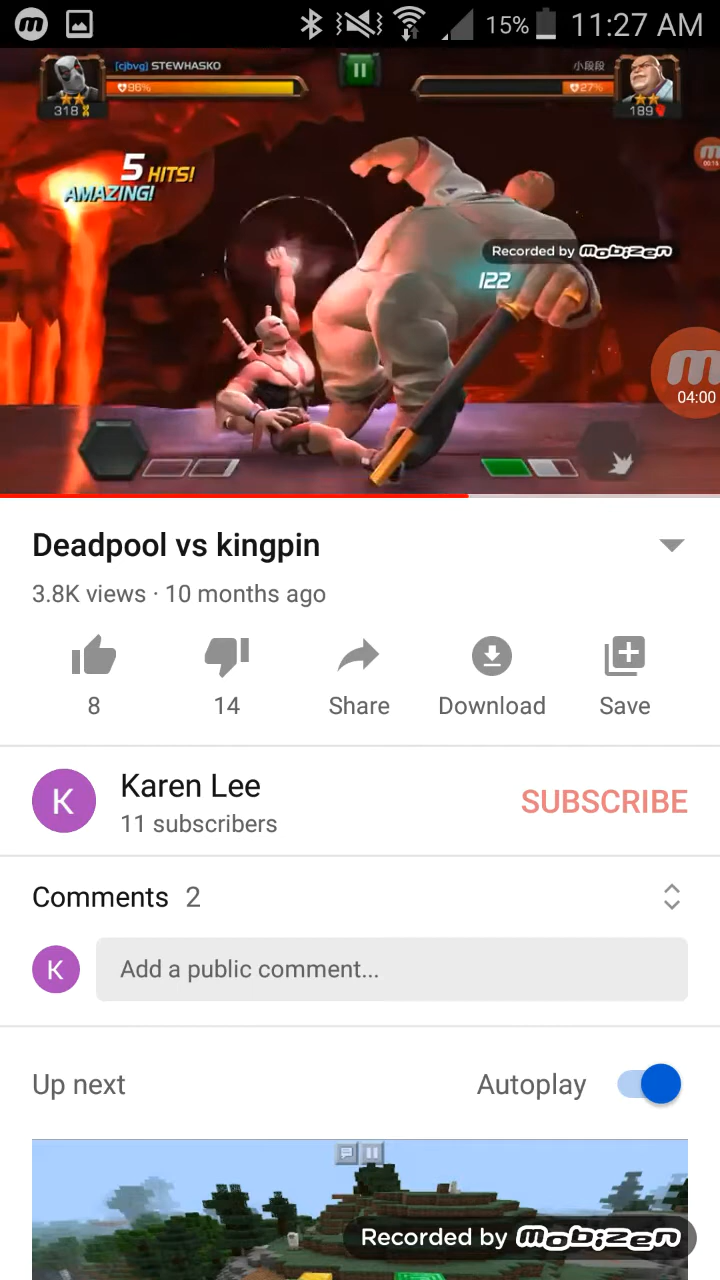 15% 11:27 AM
[cjbvg] STEWHASKO
小段段
96%
27%
318
189
5 HITS!
AMAZING!
00:15
Recorded by mobizen
122
04:00
Deadpool vs kingpin
3.8K views · 10 months ago
8
14
Share
Download
Save
K
Karen Lee
11 subscribers
SUBSCRIBE
Comments 2
K
Add a public comment...
Up next
Autoplay
Recorded by mobizen